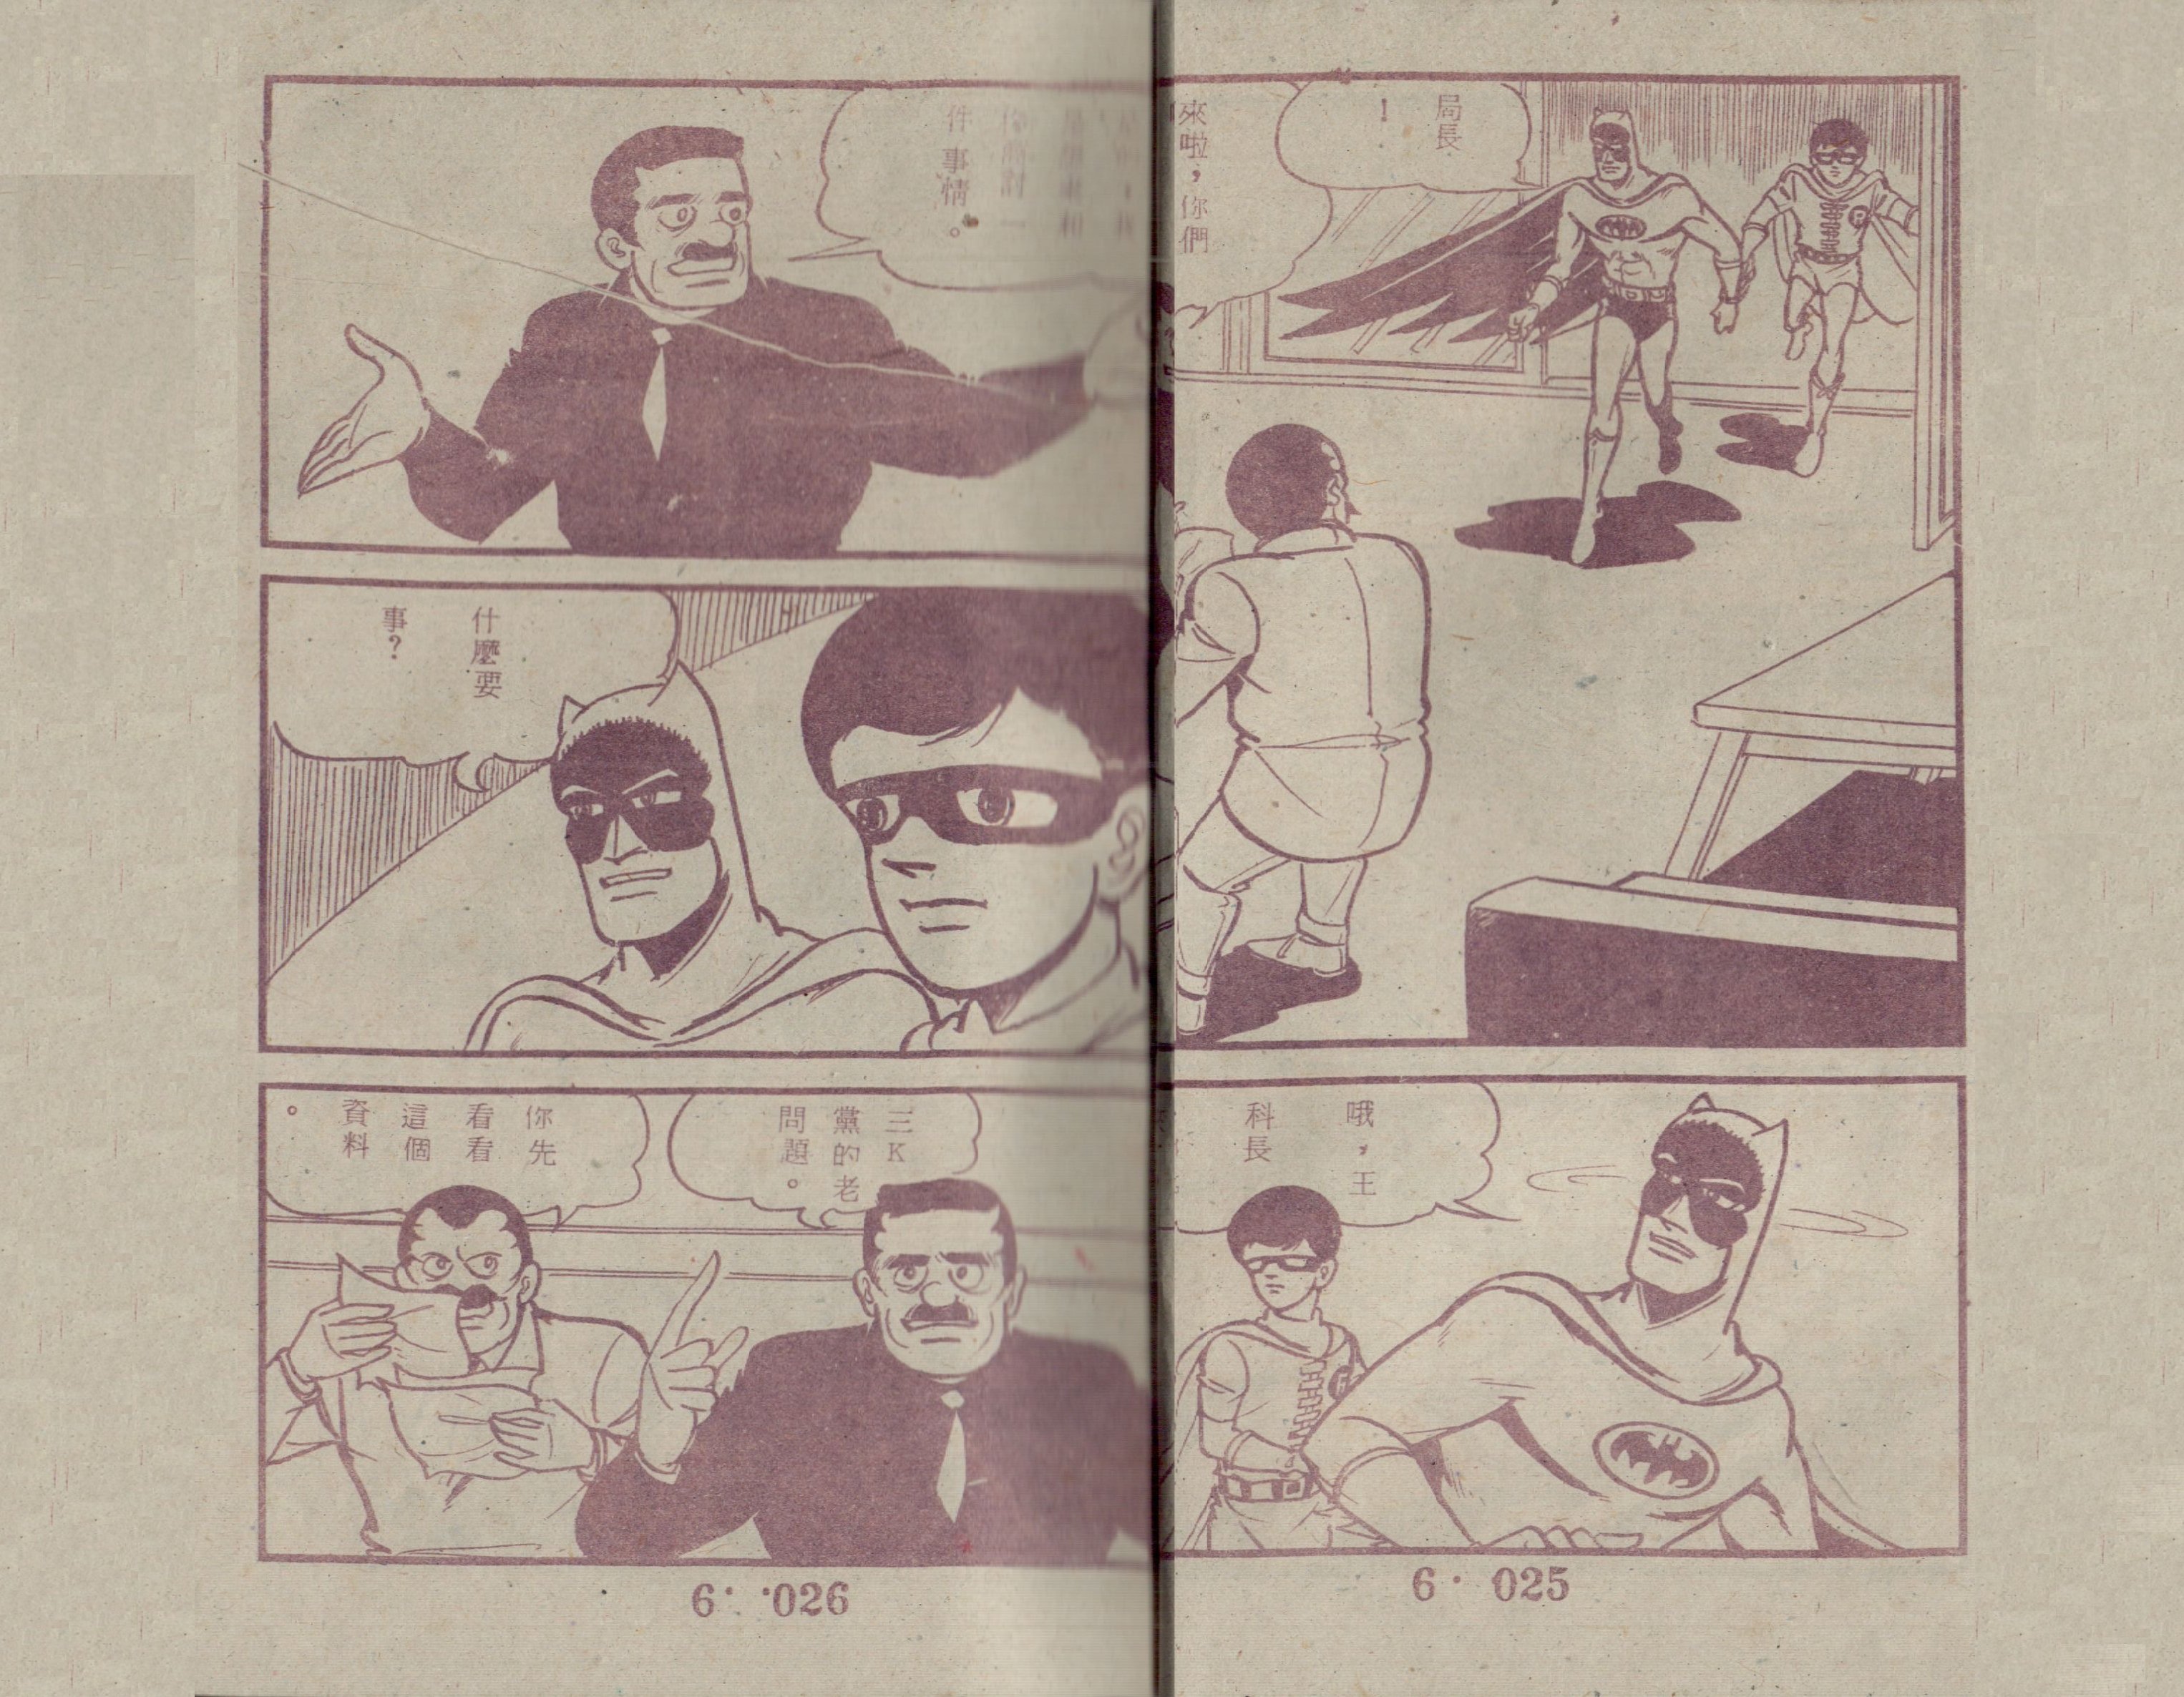 局長
！
來啦，你們
哦，王
科長
6· 025
件事情。
什麼要
事？
三K
黨的老
問題。
你先
看看
這個
資料
。
6· ·026